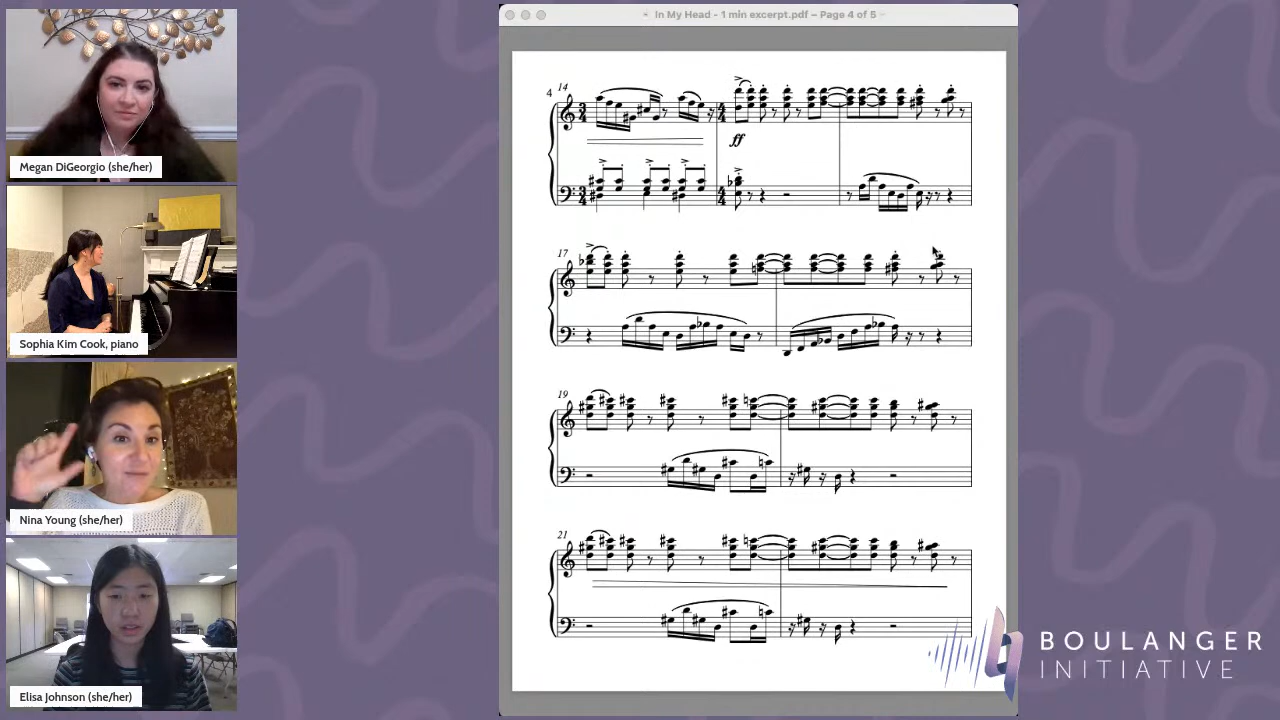 Megan DiGeorgio (she/her)
Sophia Kim Cook, piano
Nina Young (she/her)
Elisa Johnson (she/her)
In My Head - 1 min excerpt.pdf – Page 4 of 5
4
14
ff
17
19
21
BOULANGER
INITIATIVE